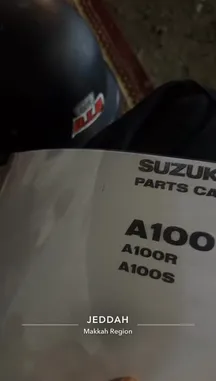 SUZUK
PARTS CA
A100
A100R
A100S
JEDDAH
Makkah Region